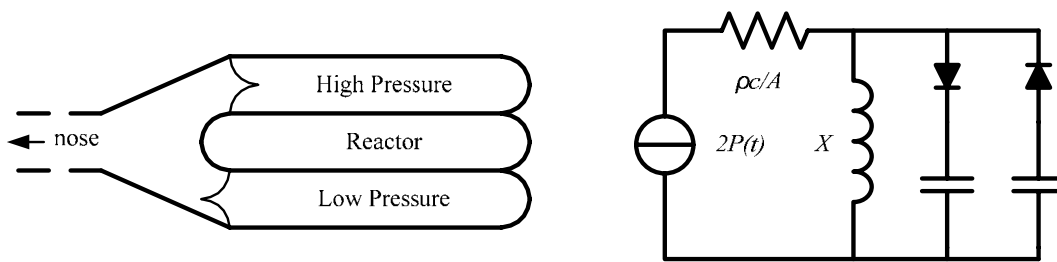 High Pressure
nose
Reactor
Low Pressure
ρc/A
2P(t)
X